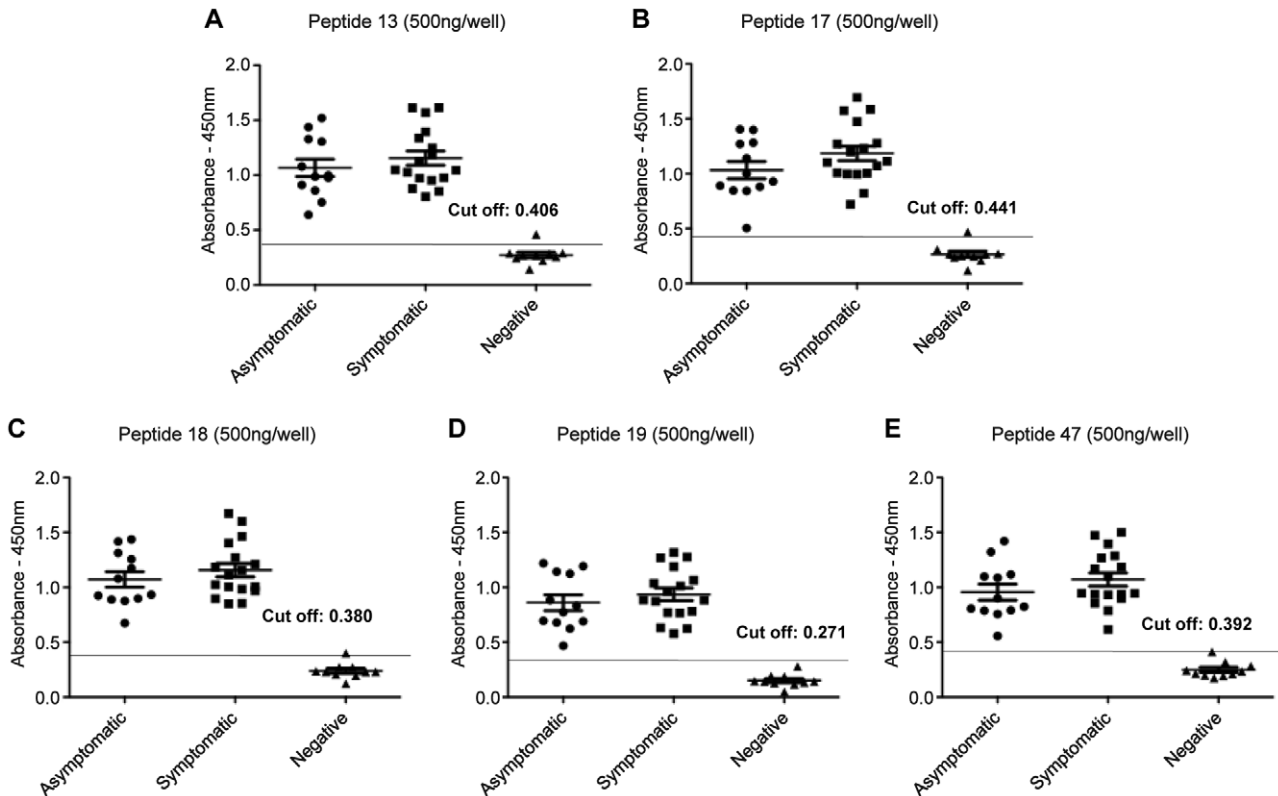 A
Peptide 13 (500ng/well)
Absorbance - 450nm
2.0
1.5
1.0
0.5
0.0
Cut off: 0.406
Asymptomatic
Symptomatic
Negative
B
Peptide 17 (500ng/well)
Absorbance - 450nm
2.0
1.5
1.0
0.5
0.0
Cut off: 0.441
Asymptomatic
Symptomatic
Negative
C
Peptide 18 (500ng/well)
Absorbance - 450nm
2.0
1.5
1.0
0.5
0.0
Cut off: 0.380
Asymptomatic
Symptomatic
Negative
D
Peptide 19 (500ng/well)
Absorbance - 450nm
2.0
1.5
1.0
0.5
0.0
Cut off: 0.271
Asymptomatic
Symptomatic
Negative
E
Peptide 47 (500ng/well)
Absorbance - 450nm
2.0
1.5
1.0
0.5
0.0
Cut off: 0.392
Asymptomatic
Symptomatic
Negative